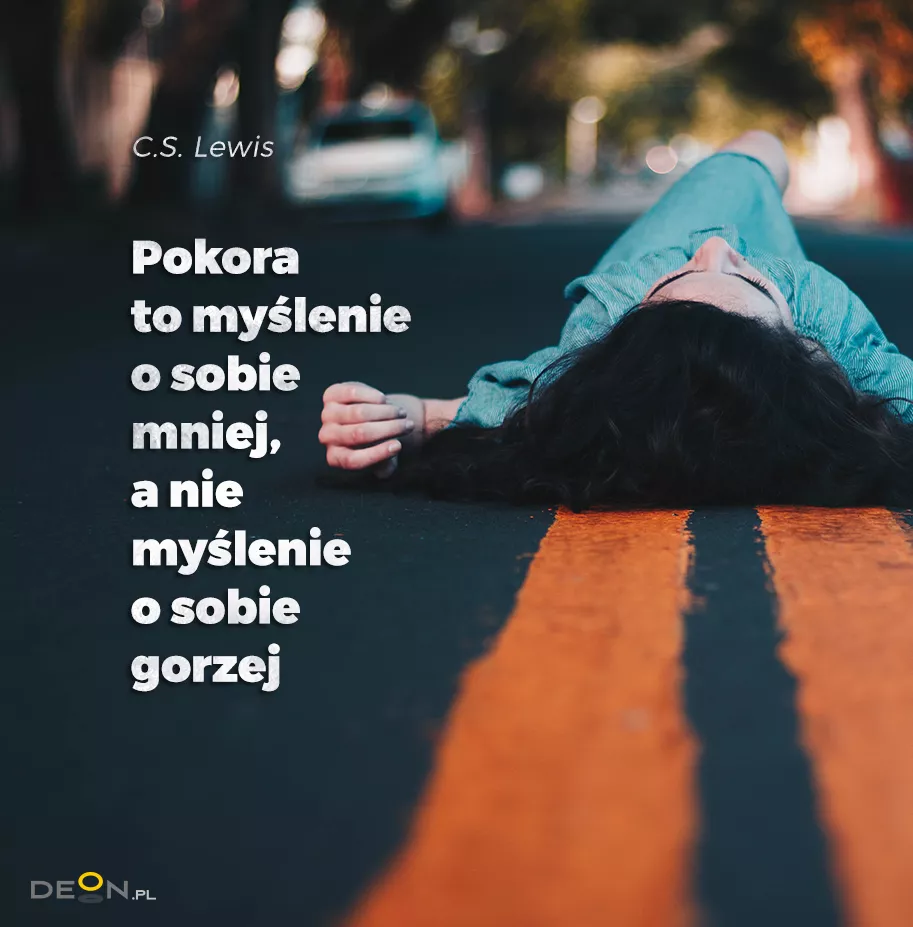 C.S. Lewis
Pokora
to myślenie
o sobie
mniej,
a nie
myślenie
o sobie
gorzej
DEON.PL